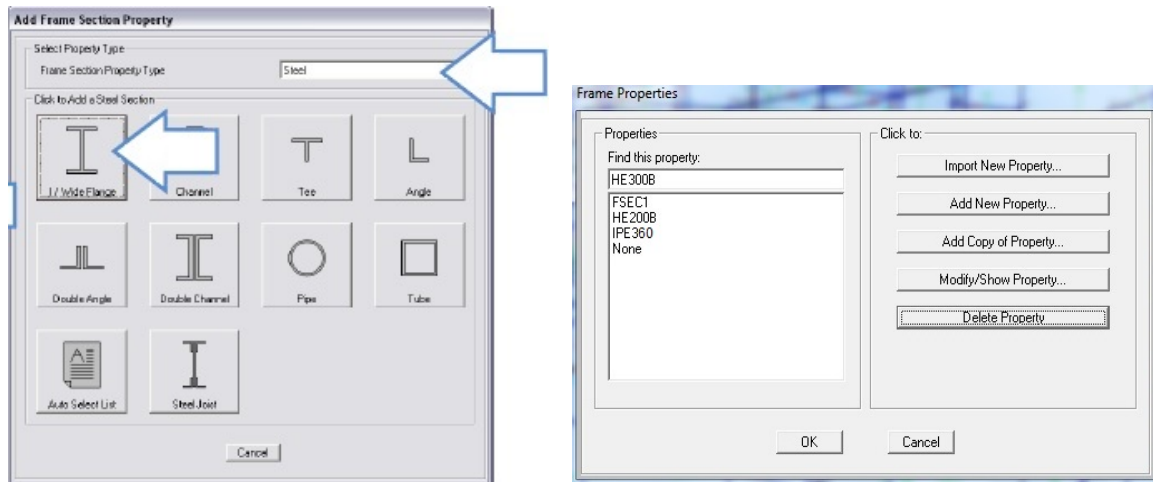 Add Frame Section Property
Select Property Type
Frame Section Property Type
Steel
Click to Add a Steel Section
I / Wide Flange
Channel
Tee
Angle
Double Angle
Double Channel
Pipe
Tube
Auto Select List
Steel Joist
Cancel
Frame Properties
Properties
Find this property:
HE300B
FSEC1
HE200B
IPE360
None
Click to:
Import New Property...
Add New Property...
Add Copy of Property...
Modify/Show Property...
Delete Property
OK
Cancel